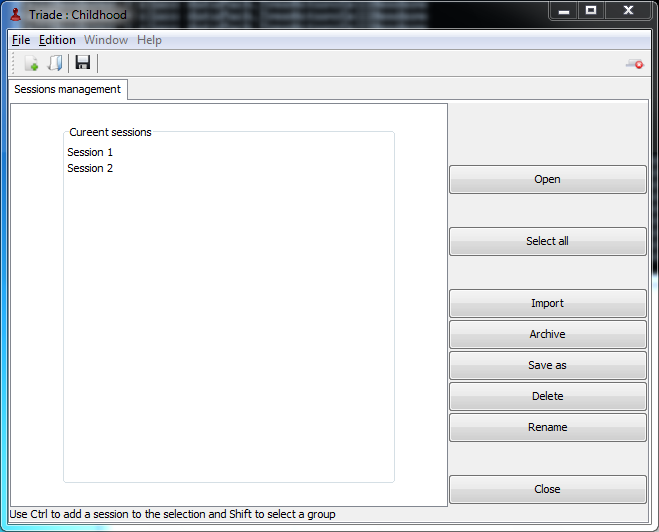 Triade : Childhood
File Edition Window Help
Sessions management
Cureent sessions
Session 1
Session 2
Open
Select all
Import
Archive
Save as
Delete
Rename
Close
Use Ctrl to add a session to the selection and Shift to select a group